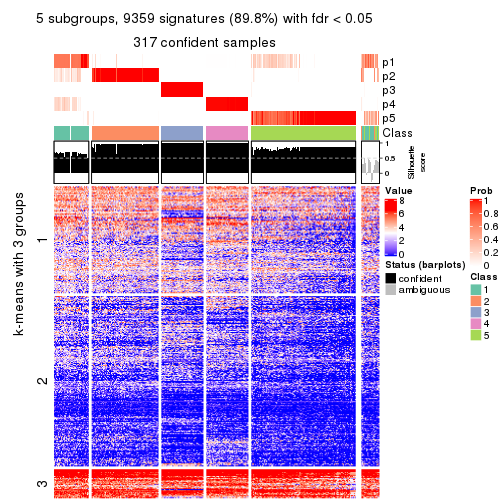 5 subgroups, 9359 signatures (89.8%) with fdr < 0.05
317 confident samples
p1
p2
p3
p4
p5
Class
1
0.5
0
Silhouette
score
k-means with 3 groups
1
2
3
Value
8
6
4
2
0
Status (barplots)
confident
ambiguous
Prob
1
0.8
0.6
0.4
0.2
0
Class
1
2
3
4
5